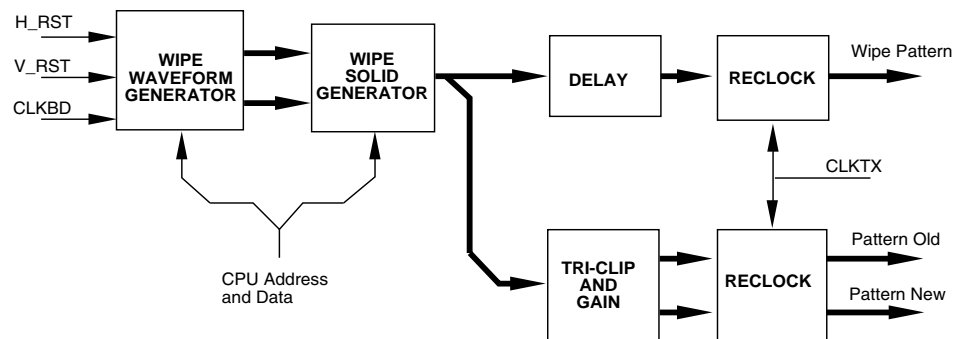 H_RST
V_RST
CLKBD
WIPE
WAVEFORM
GENERATOR
WIPE
SOLID
GENERATOR
DELAY
RECLOCK
Wipe Pattern
CLKTX
CPU Address
and Data
TRI-CLIP
AND
GAIN
RECLOCK
Pattern Old
Pattern New